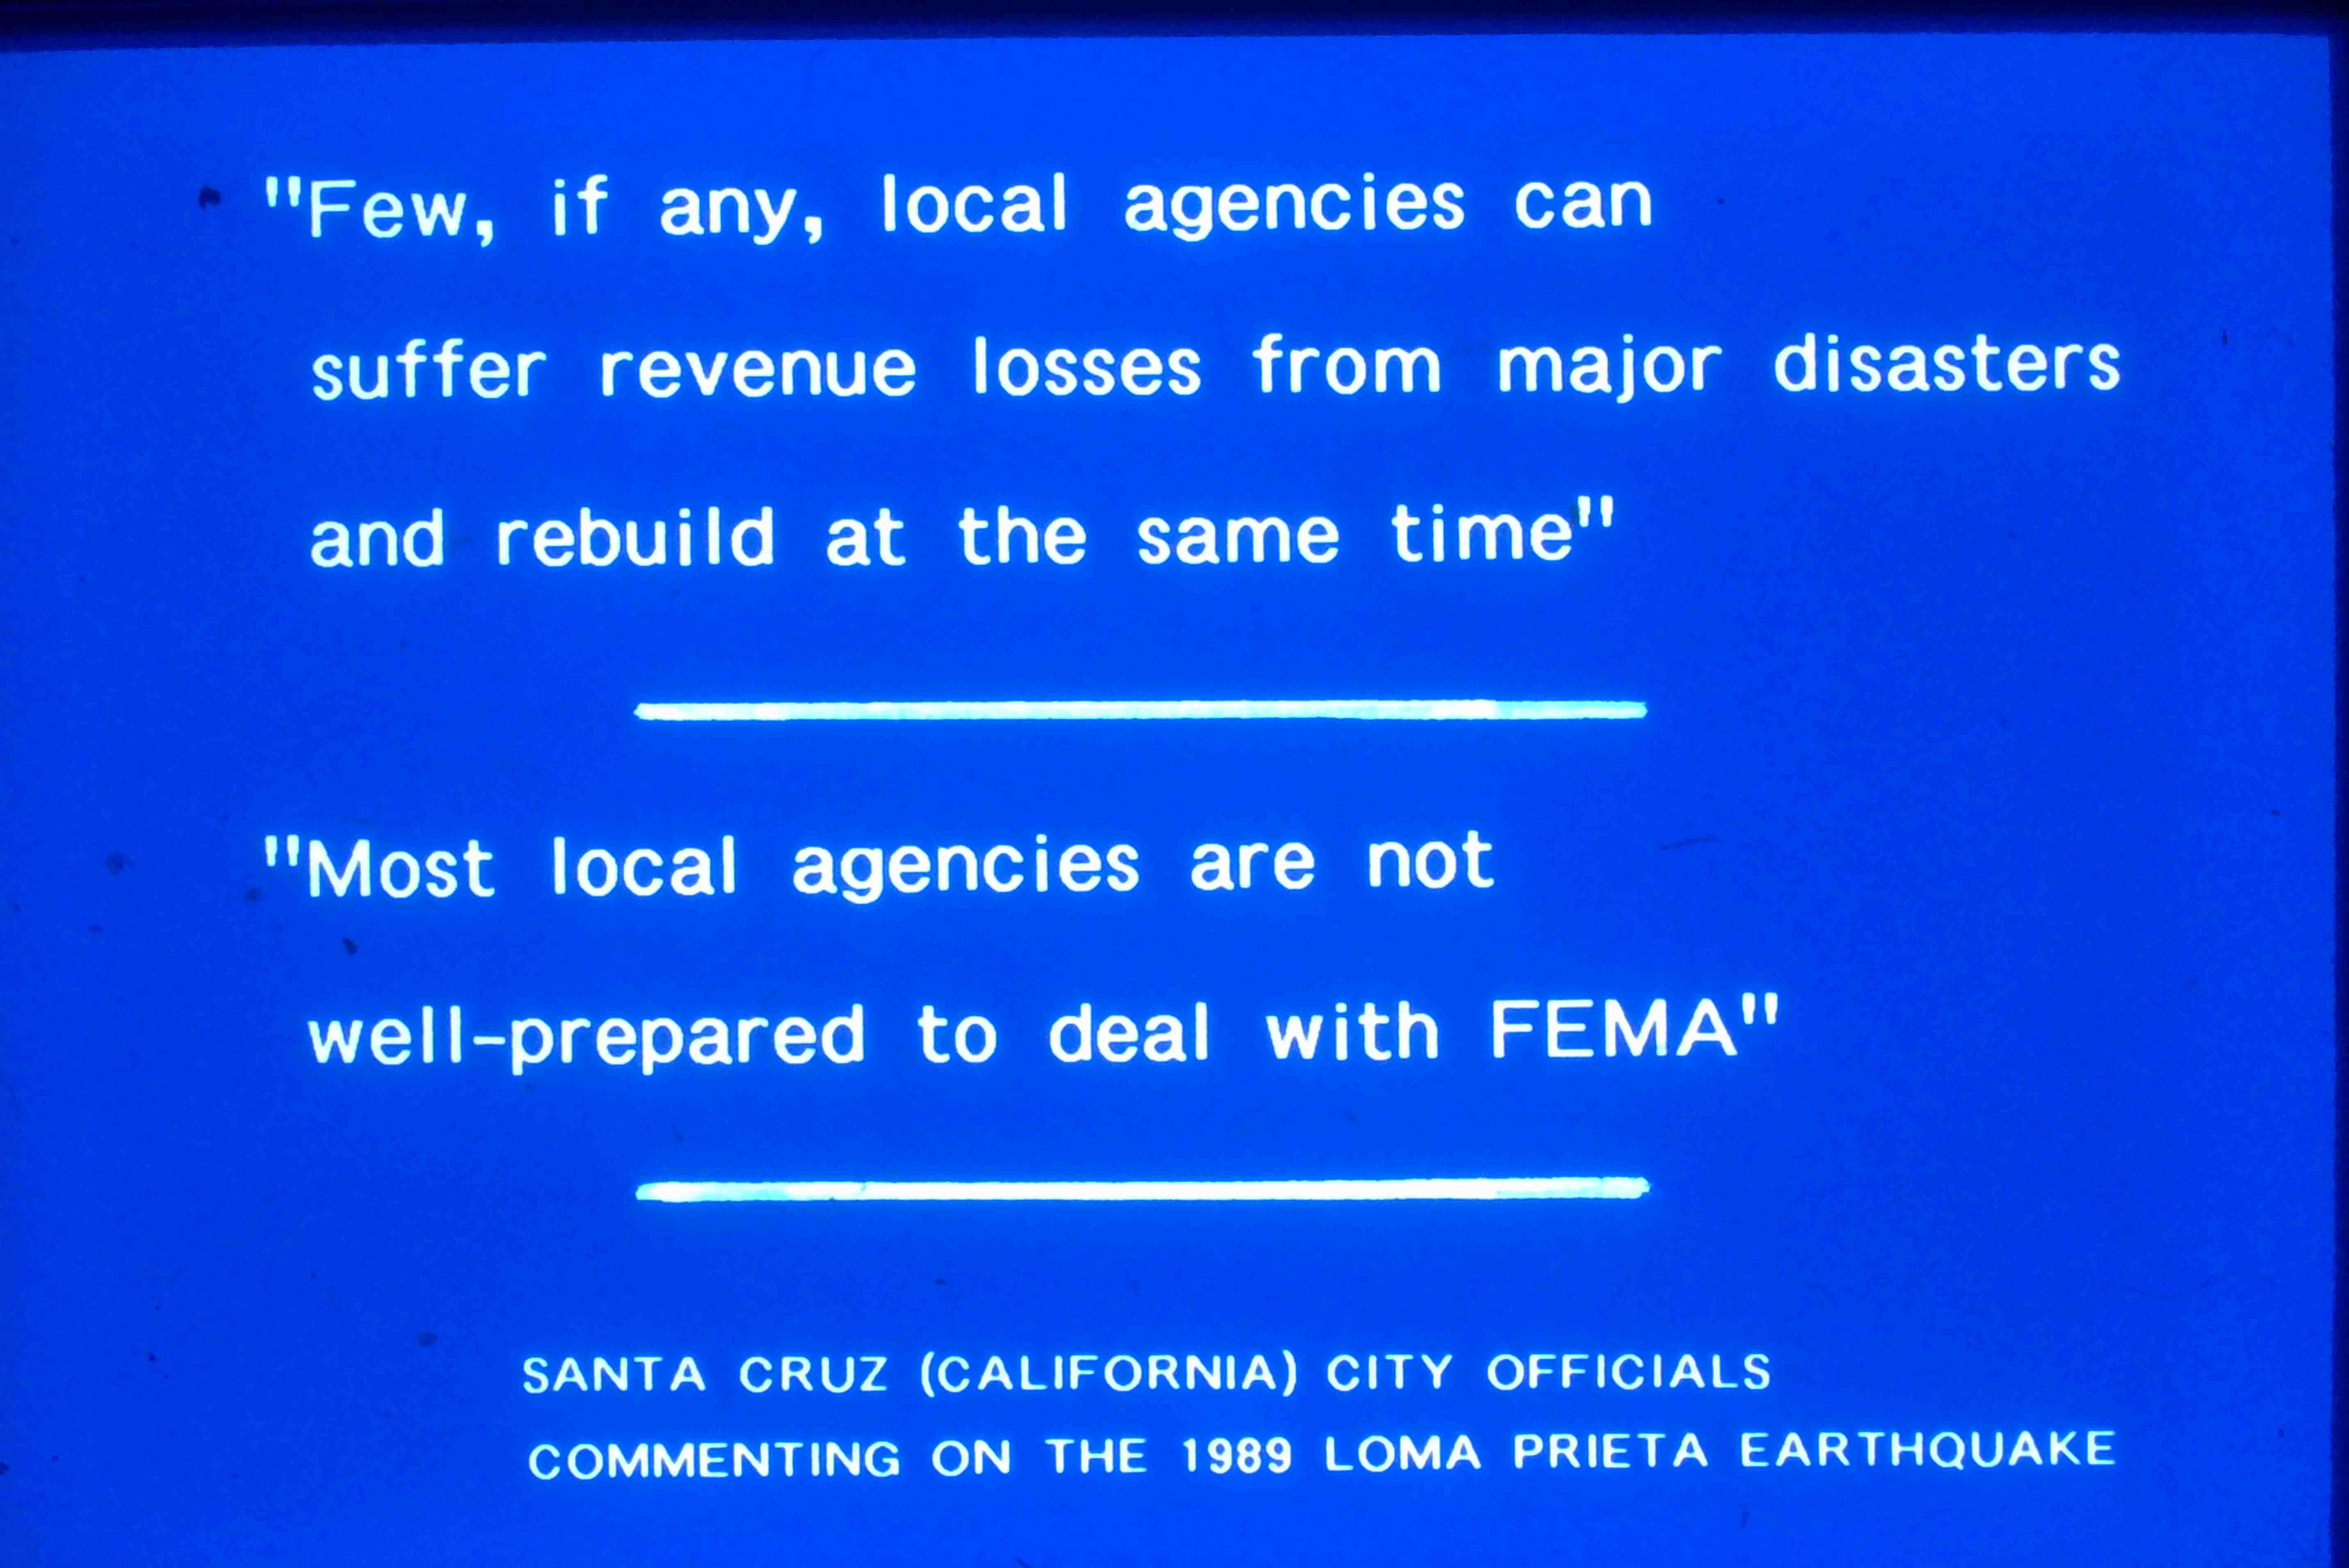 "Few, if any, local agencies can
suffer revenue losses from major disasters
and rebuild at the same time"
"Most local agencies are not
well-prepared to deal with FEMA"
SANTA CRUZ (CALIFORNIA) CITY OFFICIALS
COMMENTING ON THE 1989 LOMA PRIETA EARTHQUAKE